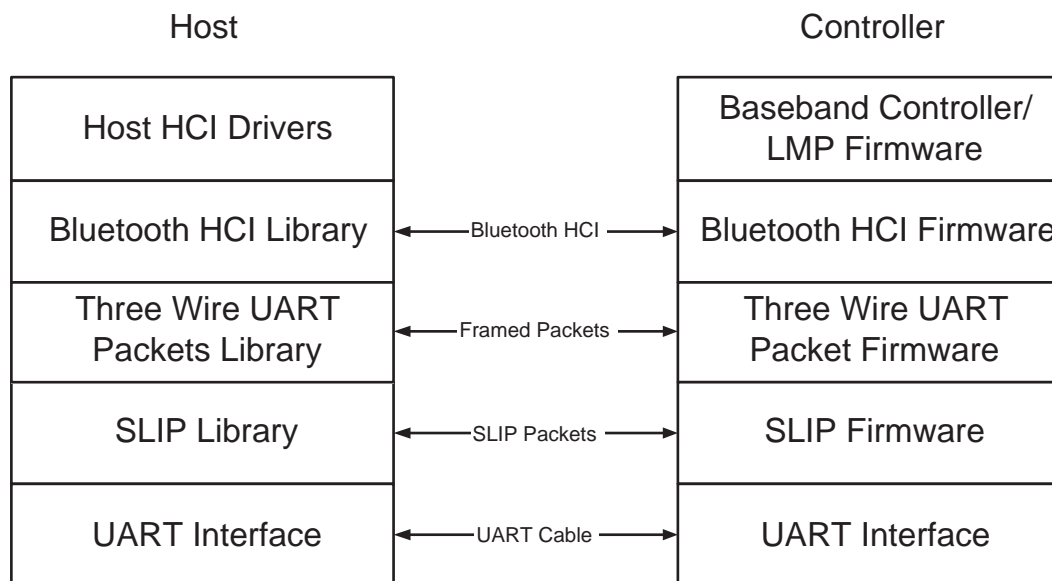 Host
Controller
Host HCI Drivers
Baseband Controller/
LMP Firmware
Bluetooth HCI Library
Bluetooth HCI
Bluetooth HCI Firmware
Three Wire UART
Packets Library
Framed Packets
Three Wire UART
Packet Firmware
SLIP Library
SLIP Packets
SLIP Firmware
UART Interface
UART Cable
UART Interface